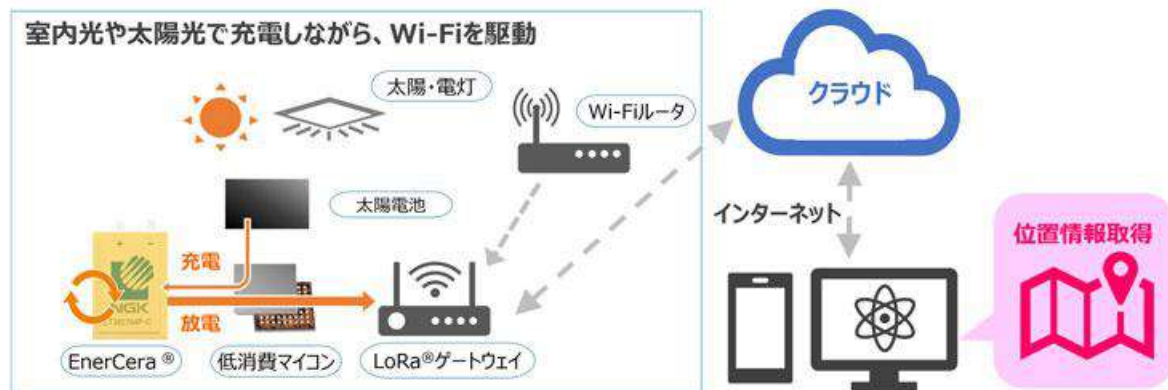 室内光や太陽光で充電しながら、Wi-Fiを駆動
太陽・電灯
Wi-Fiルータ
クラウド
太陽電池
インターネット
位置情報取得
充電
NGK
放電
EnerCera ®
低消費マイコン
LoRa®ゲートウェイ